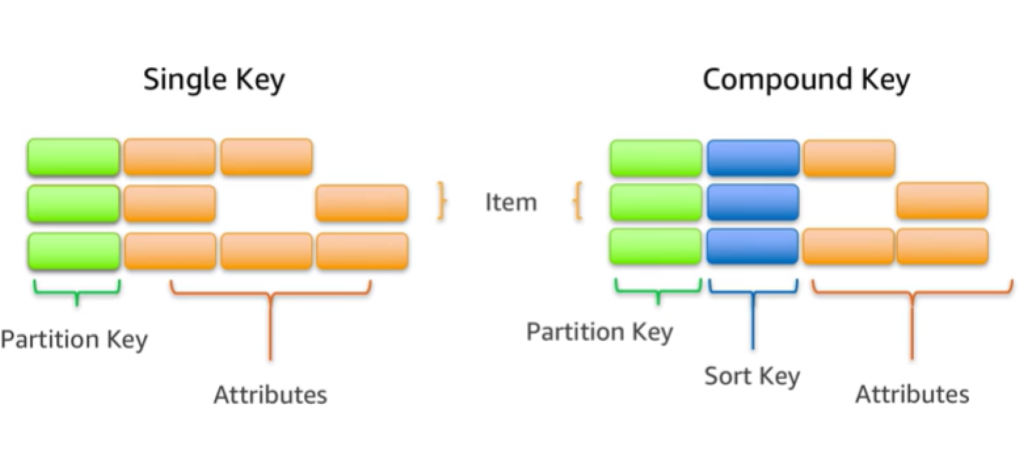 Single Key
Compound Key
Item
Partition Key
Attributes
Partition Key
Sort Key
Attributes